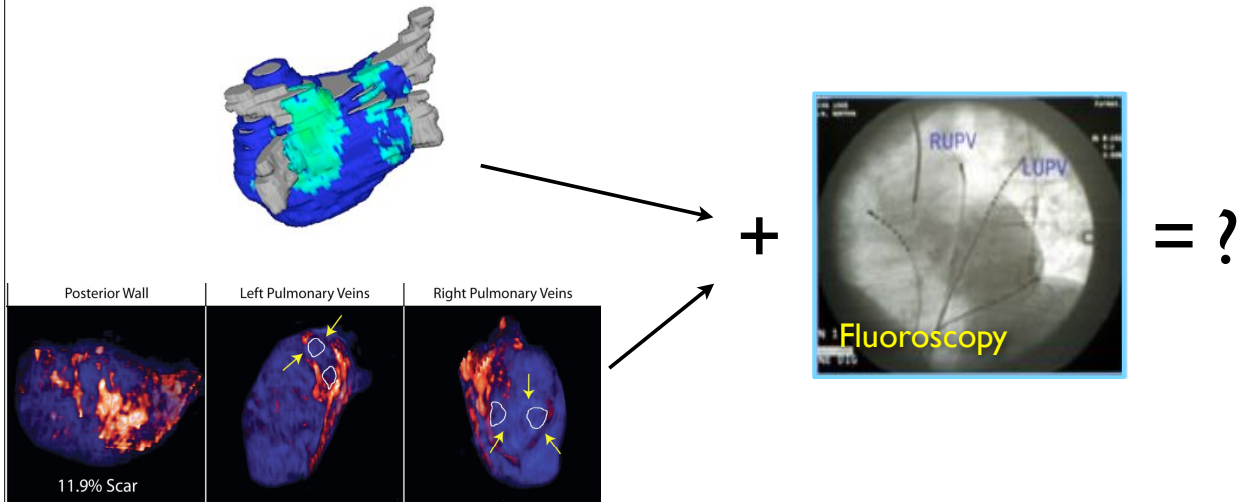 Posterior Wall
Left Pulmonary Veins
Right Pulmonary Veins
11.9% Scar
+
RUPV
LUPV
Fluoroscopy
= ?